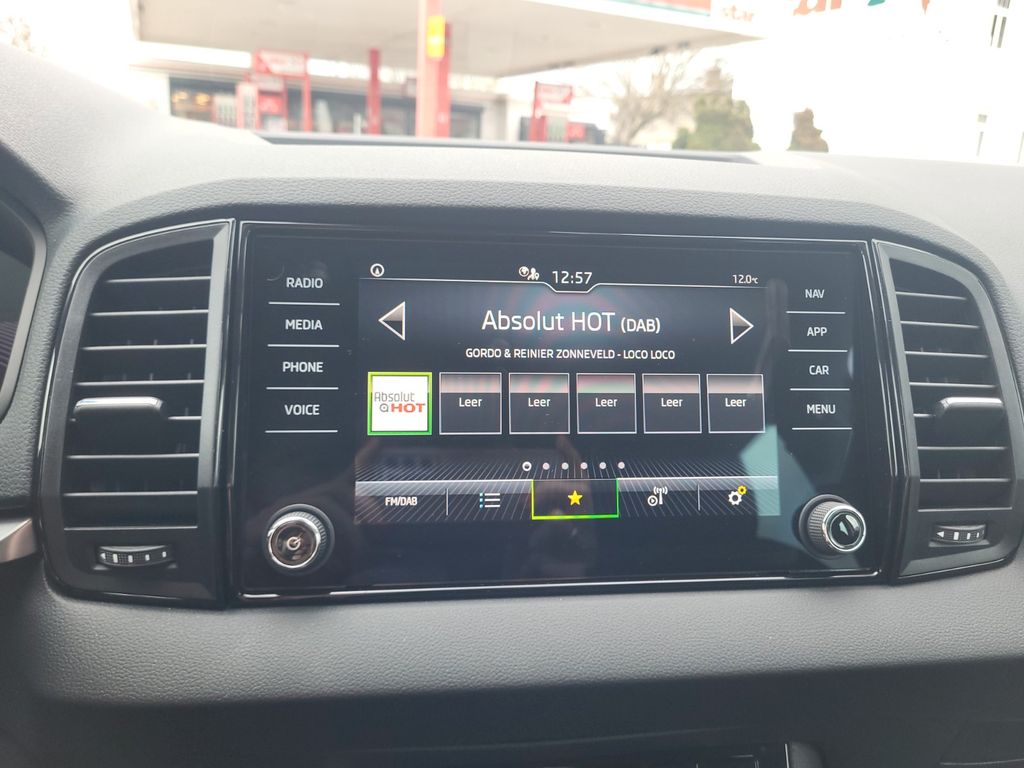 star
RADIO
MEDIA
PHONE
VOICE
12:57
12.0°C
Absolut HOT (DAB)
GORDO & REINIER ZONNEVELD - LOCO LOCO
Absolut
HOT
Leer
Leer
Leer
Leer
Leer
FM/DAB
NAV
APP
CAR
MENU